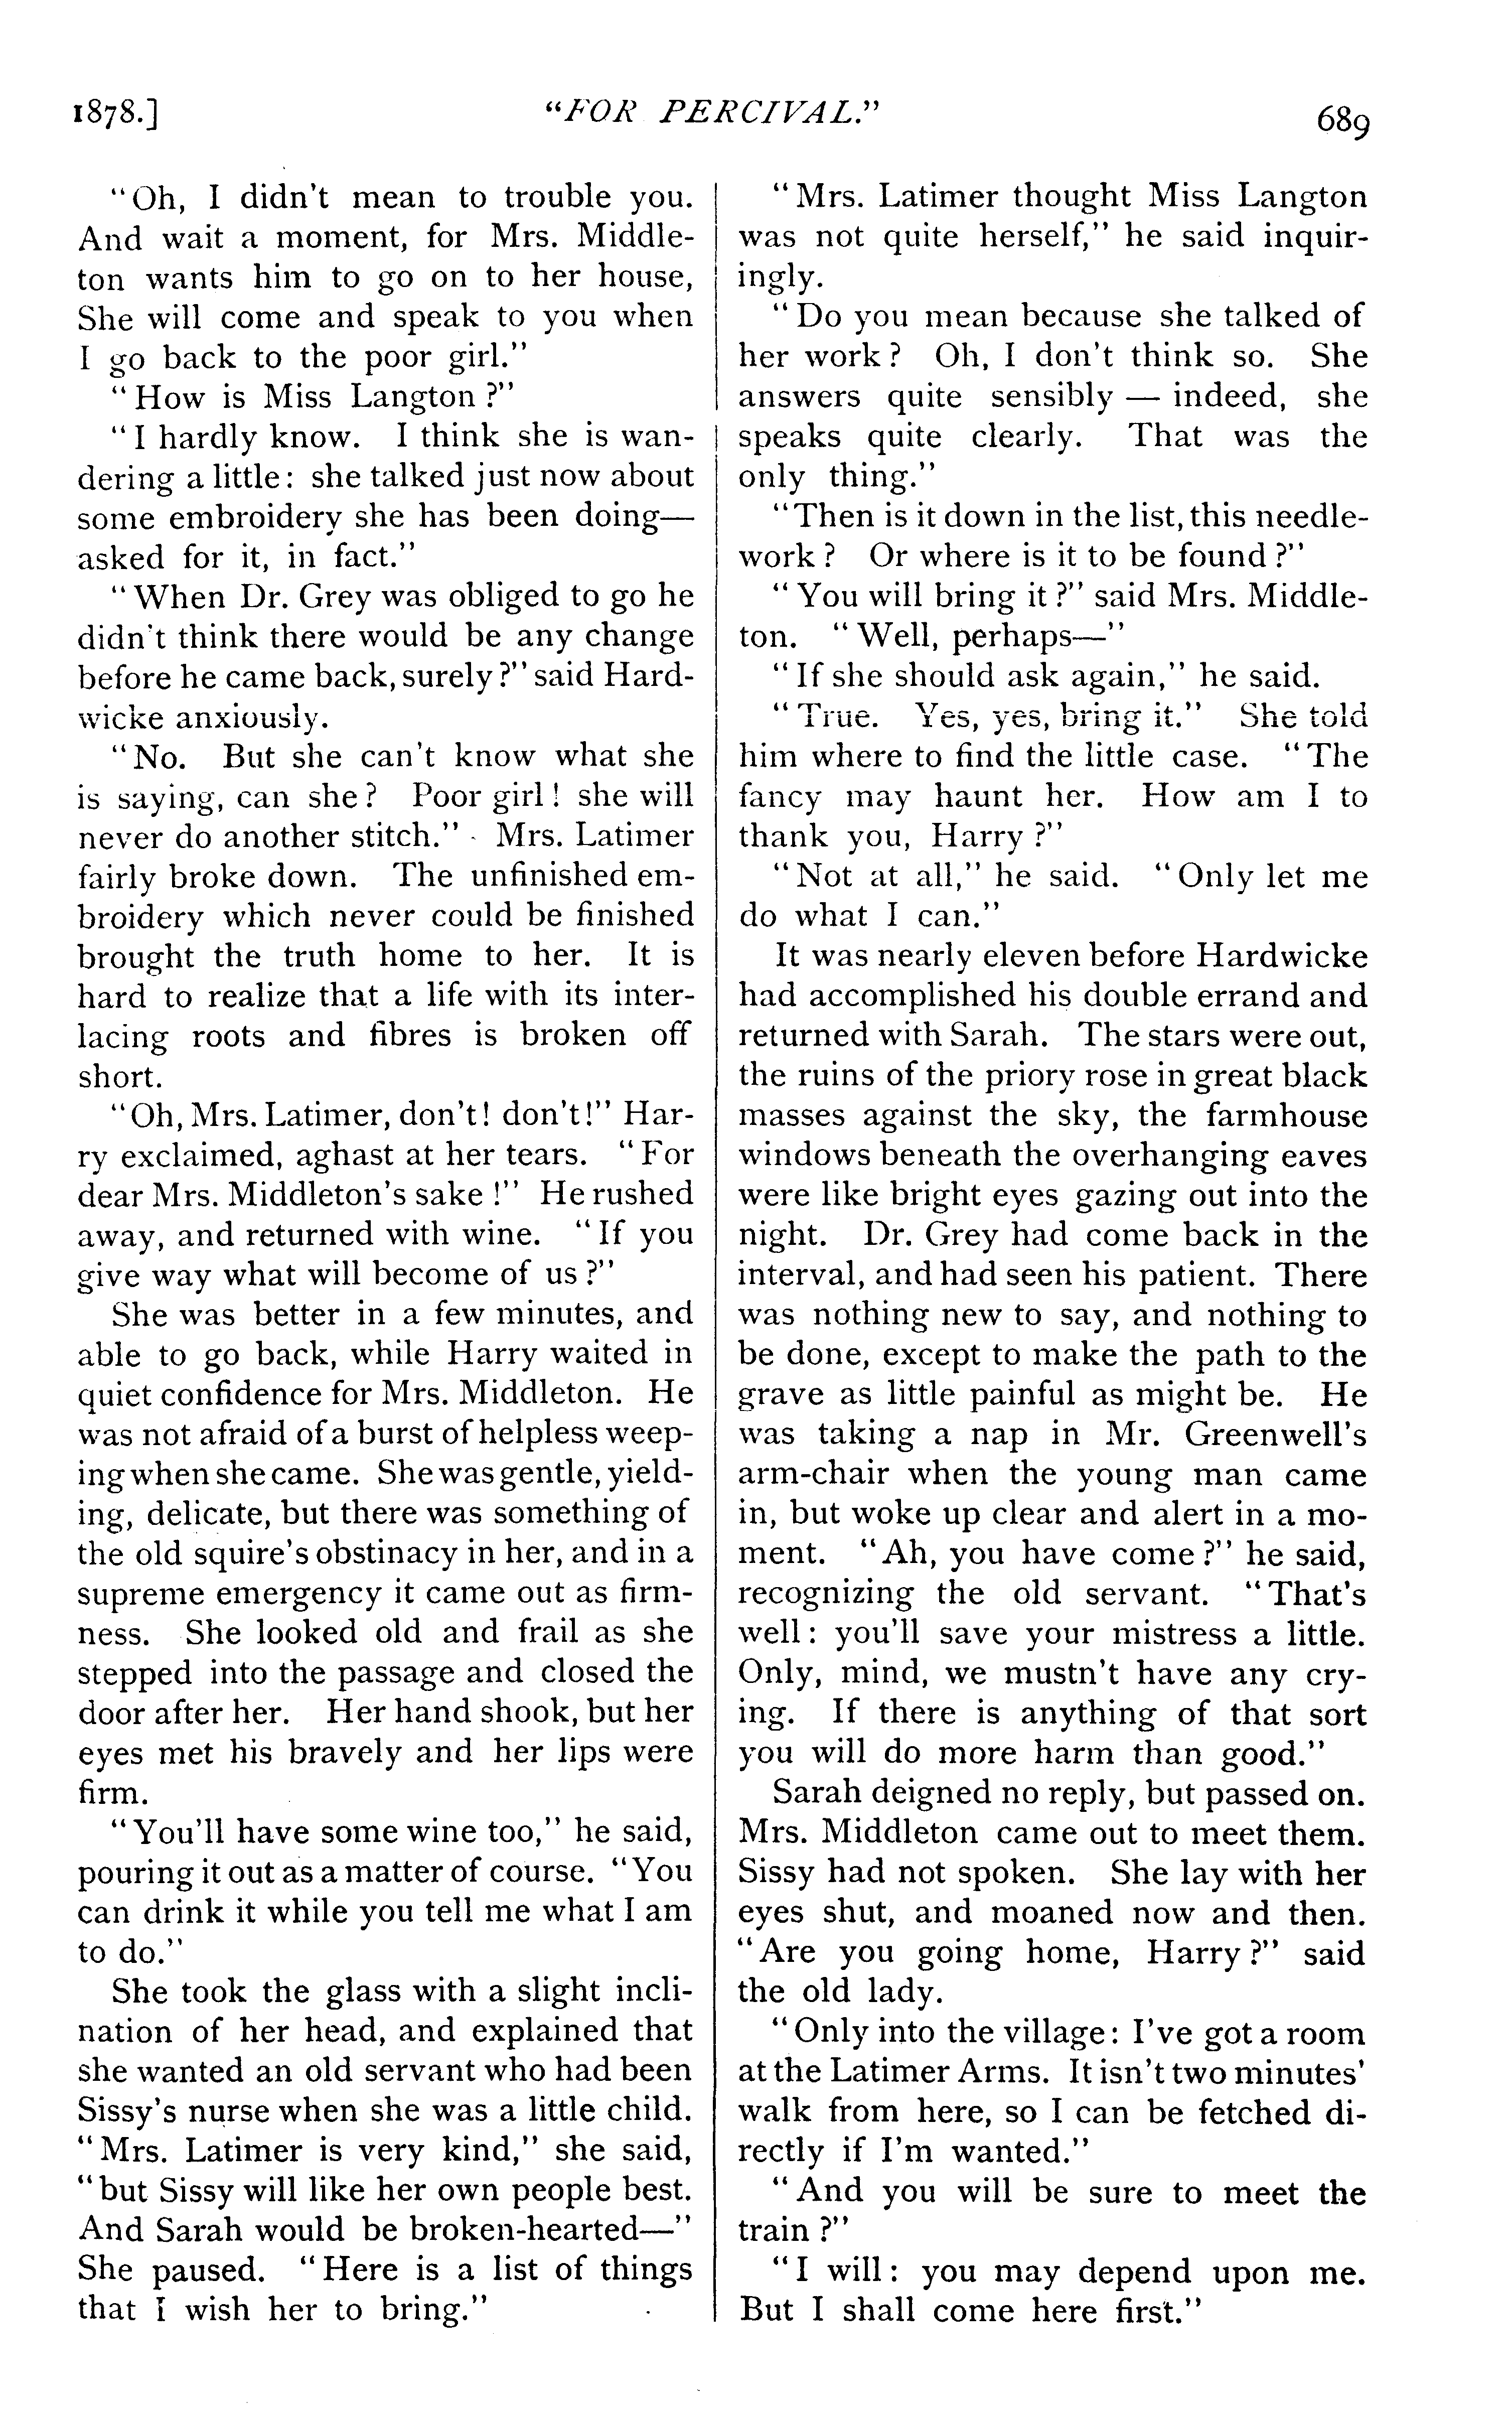 1878.] "FOR PERCIVAL." 689
"Oh, I didn't mean to trouble you.
And wait a moment, for Mrs. Middle-
ton wants him to go on to her house,
She will come and speak to you when
I go back to the poor girl."
"How is Miss Langton?"
"I hardly know. I think she is wan-
dering a little: she talked just now about
some embroidery she has been doing—
asked for it, in fact."
"When Dr. Grey was obliged to go he
didn't think there would be any change
before he came back, surely?" said Hard-
wicke anxiously.
"No. But she can't know what she
is saying, can she? Poor girl! she will
never do another stitch." Mrs. Latimer
fairly broke down. The unfinished em-
broidery which never could be finished
brought the truth home to her. It is
hard to realize that a life with its inter-
lacing roots and fibres is broken off
short.
"Oh, Mrs. Latimer, don't! don't!" Har-
ry exclaimed, aghast at her tears. "For
dear Mrs. Middleton's sake!" He rushed
away, and returned with wine. "If you
give way what will become of us?"
She was better in a few minutes, and
able to go back, while Harry waited in
quiet confidence for Mrs. Middleton. He
was not afraid of a burst of helpless weep-
ing when she came. She was gentle, yield-
ing, delicate, but there was something of
the old squire's obstinacy in her, and in a
supreme emergency it came out as firm-
ness. She looked old and frail as she
stepped into the passage and closed the
door after her. Her hand shook, but her
eyes met his bravely and her lips were
firm.
"You'll have some wine too," he said,
pouring it out as a matter of course. "You
can drink it while you tell me what I am
to do."
She took the glass with a slight incli-
nation of her head, and explained that
she wanted an old servant who had been
Sissy's nurse when she was a little child.
"Mrs. Latimer is very kind," she said,
"but Sissy will like her own people best.
And Sarah would be broken-hearted—"
She paused. "Here is a list of things
that I wish her to bring."
"Mrs. Latimer thought Miss Langton
was not quite herself," he said inquir-
ingly.
"Do you mean because she talked of
her work? Oh, I don't think so. She
answers quite sensibly — indeed, she
speaks quite clearly. That was the
only thing."
"Then is it down in the list, this needle-
work? Or where is it to be found?"
"You will bring it?" said Mrs. Middle-
ton. "Well, perhaps—"
"If she should ask again," he said.
"True. Yes, yes, bring it." She told
him where to find the little case. "The
fancy may haunt her. How am I to
thank you, Harry?"
"Not at all," he said. "Only let me
do what I can."
It was nearly eleven before Hardwicke
had accomplished his double errand and
returned with Sarah. The stars were out,
the ruins of the priory rose in great black
masses against the sky, the farmhouse
windows beneath the overhanging eaves
were like bright eyes gazing out into the
night. Dr. Grey had come back in the
interval, and had seen his patient. There
was nothing new to say, and nothing to
be done, except to make the path to the
grave as little painful as might be. He
was taking a nap in Mr. Greenwell's
arm-chair when the young man came
in, but woke up clear and alert in a mo-
ment. "Ah, you have come?" he said,
recognizing the old servant. "That's
well: you'll save your mistress a little.
Only, mind, we mustn't have any cry-
ing. If there is anything of that sort
you will do more harm than good."
Sarah deigned no reply, but passed on.
Mrs. Middleton came out to meet them.
Sissy had not spoken. She lay with her
eyes shut, and moaned now and then.
"Are you going home, Harry?" said
the old lady.
"Only into the village: I've got a room
at the Latimer Arms. It isn't two minutes'
walk from here, so I can be fetched di-
rectly if I'm wanted."
"And you will be sure to meet the
train?"
"I will: you may depend upon me.
But I shall come here first."